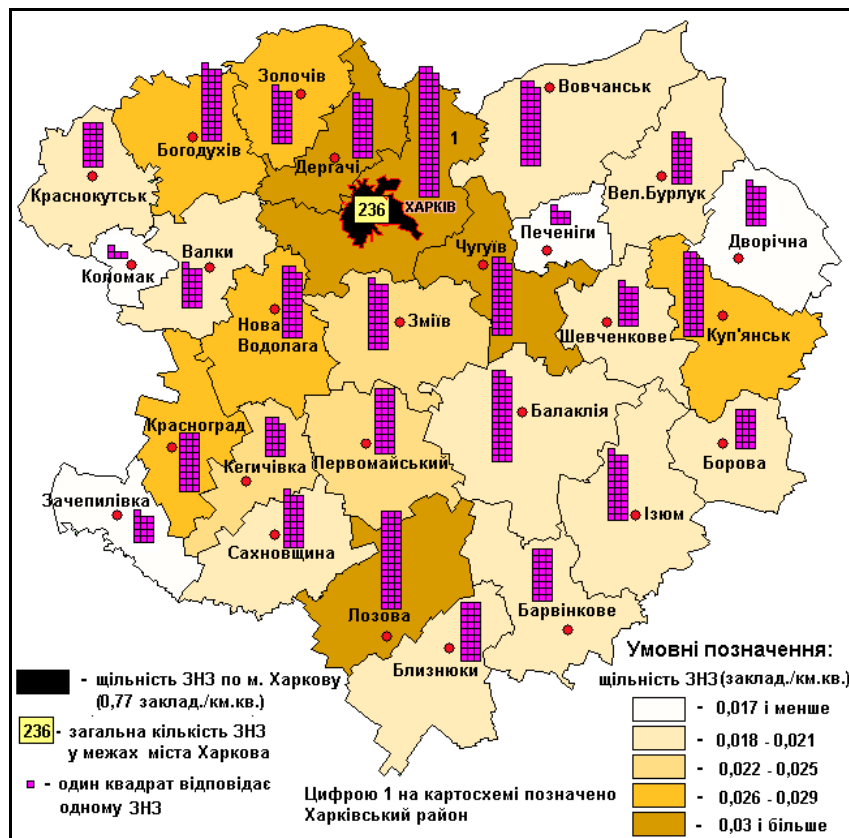 Золочів
Вовчанськ
1
Богодухів
Дергачі
Краснокутськ
Вел.Бурлук
236
ХАРКІВ
Печеніги
Дворічна
Валки
Коломак
Чугуїв
Нова
Водолага
Зміїв
Шевченкове
Куп'янськ
Балаклія
Красноград
Кегичівка
Первомайський
Борова
Зачепилівка
Ізюм
Сахновщина
Лозова
Барвінкове
Близнюки
- щільність ЗНЗ по м. Харкову
(0,77 заклад./км.кв.)
236 - загальна кількість ЗНЗ
у межах міста Харкова
- один квадрат відповідає
одному ЗНЗ
Цифрою 1 на картосхемі позначено
Харківський район
Умовні позначення:
щільність ЗНЗ (заклад./км.кв.)
- 0,017 і менше
- 0,018 - 0,021
- 0,022 - 0,025
- 0,026 - 0,029
- 0,03 і більше